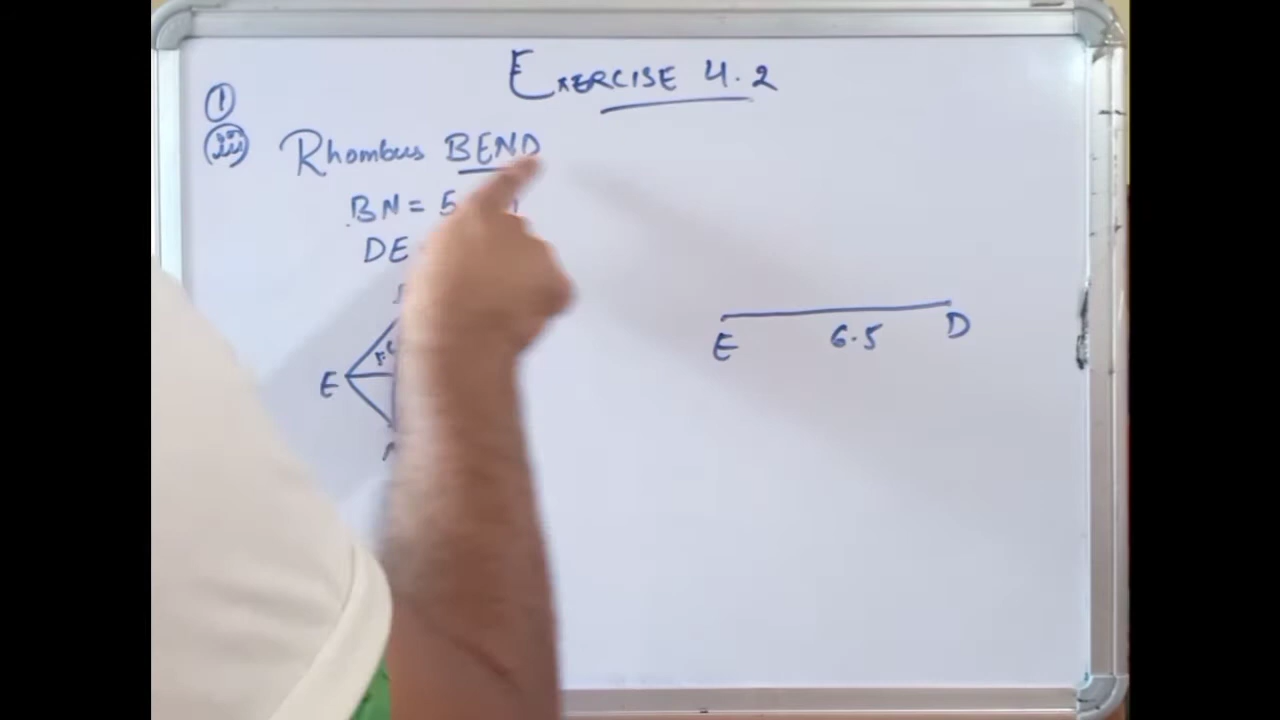 EXERCISE 4.2
①
iii
Rhombus BEND
BN = 5
DE
E
E 6.5 D